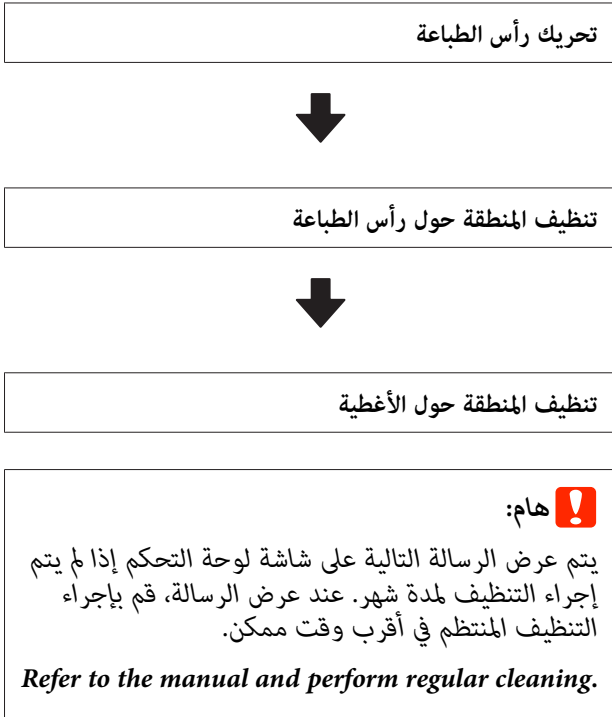 تحريك رأس الطباعة
تنظيف المنطقة حول رأس الطباعة
تنظيف المنطقة حول الأغطية
هام:
يتم عرض الرسالة التالية على شاشة لوحة التحكم إذا لم يتم
إجراء التنظيف لمدة شهر. عند عرض الرسالة، قم بإجراء
التنظيف المنتظم في أقرب وقت ممكن.
Refer to the manual and perform regular cleaning.